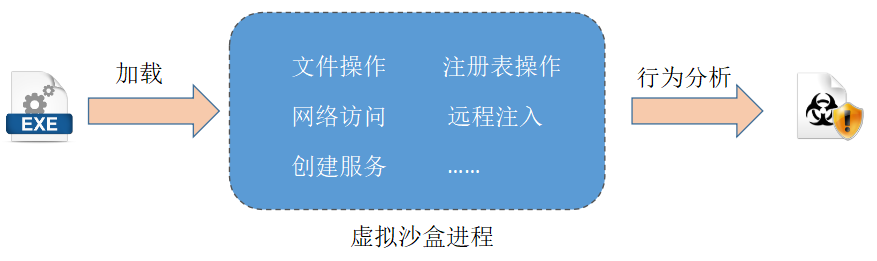 加载
EXE
文件操作 注册表操作
网络访问 远程注入
创建服务 ……
行为分析
虚拟沙盒进程